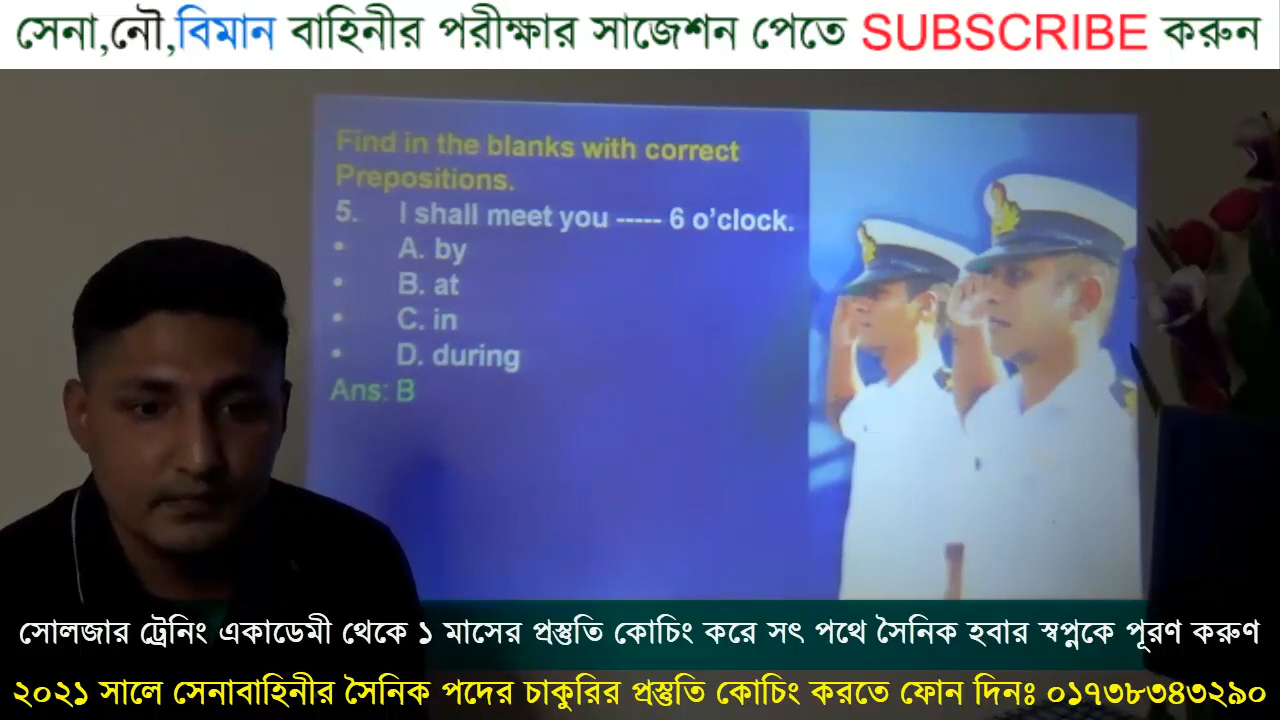 সেনা,নৌ,বিমান বাহিনীর পরীক্ষার সাজেশন পেতে SUBSCRIBE করুন
Find in the blanks with correct
Prepositions.
5. I shall meet you ----- 6 o’clock.
• A. by
• B. at
• C. in
• D. during
Ans: B
সোলজার ট্রেনিং একাডেমী থেকে ১ মাসের প্রস্তুতি কোচিং করে সৎ পথে সৈনিক হবার স্বপ্নকে পূরণ করুণ
২০২১ সালে সেনাবাহিনীর সৈনিক পদের চাকুরির প্রস্তুতি কোচিং করতে ফোন দিনঃ ০১৭৩৮৩৪৩২৯০